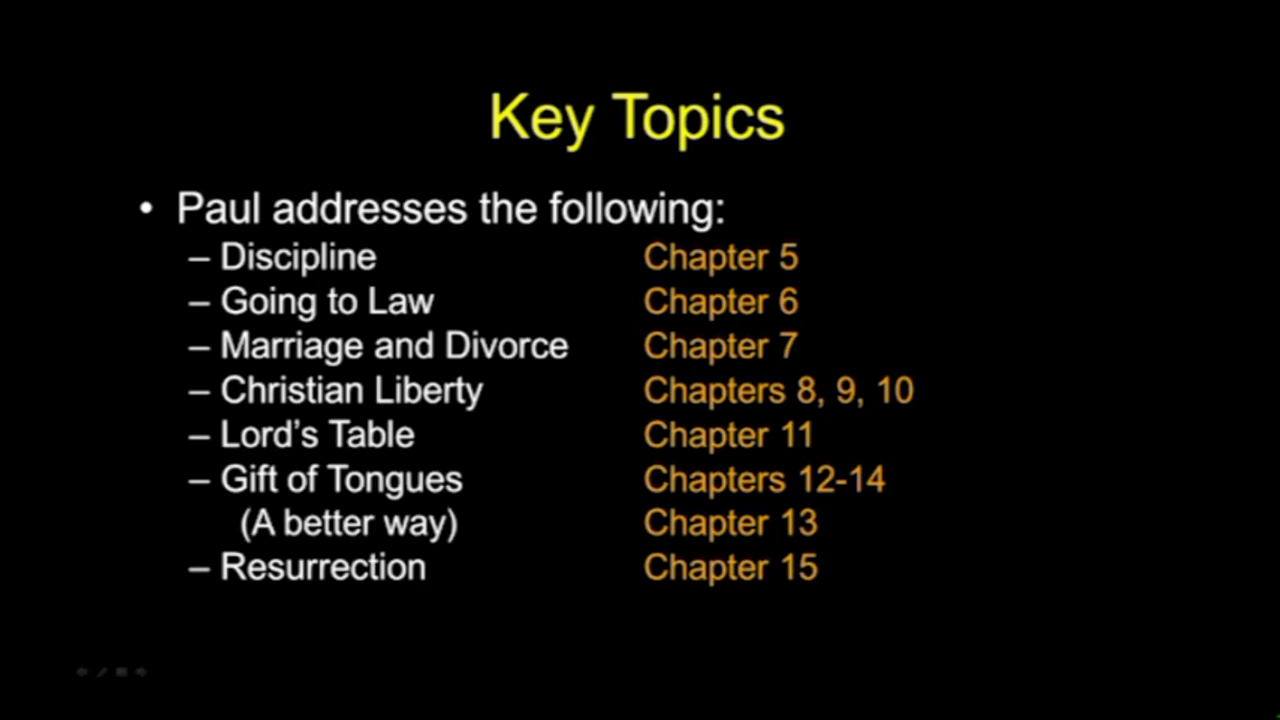 Key Topics
• Paul addresses the following:
– Discipline Chapter 5
– Going to Law Chapter 6
– Marriage and Divorce Chapter 7
– Christian Liberty Chapters 8, 9, 10
– Lord’s Table Chapter 11
– Gift of Tongues Chapters 12-14
(A better way) Chapter 13
– Resurrection Chapter 15